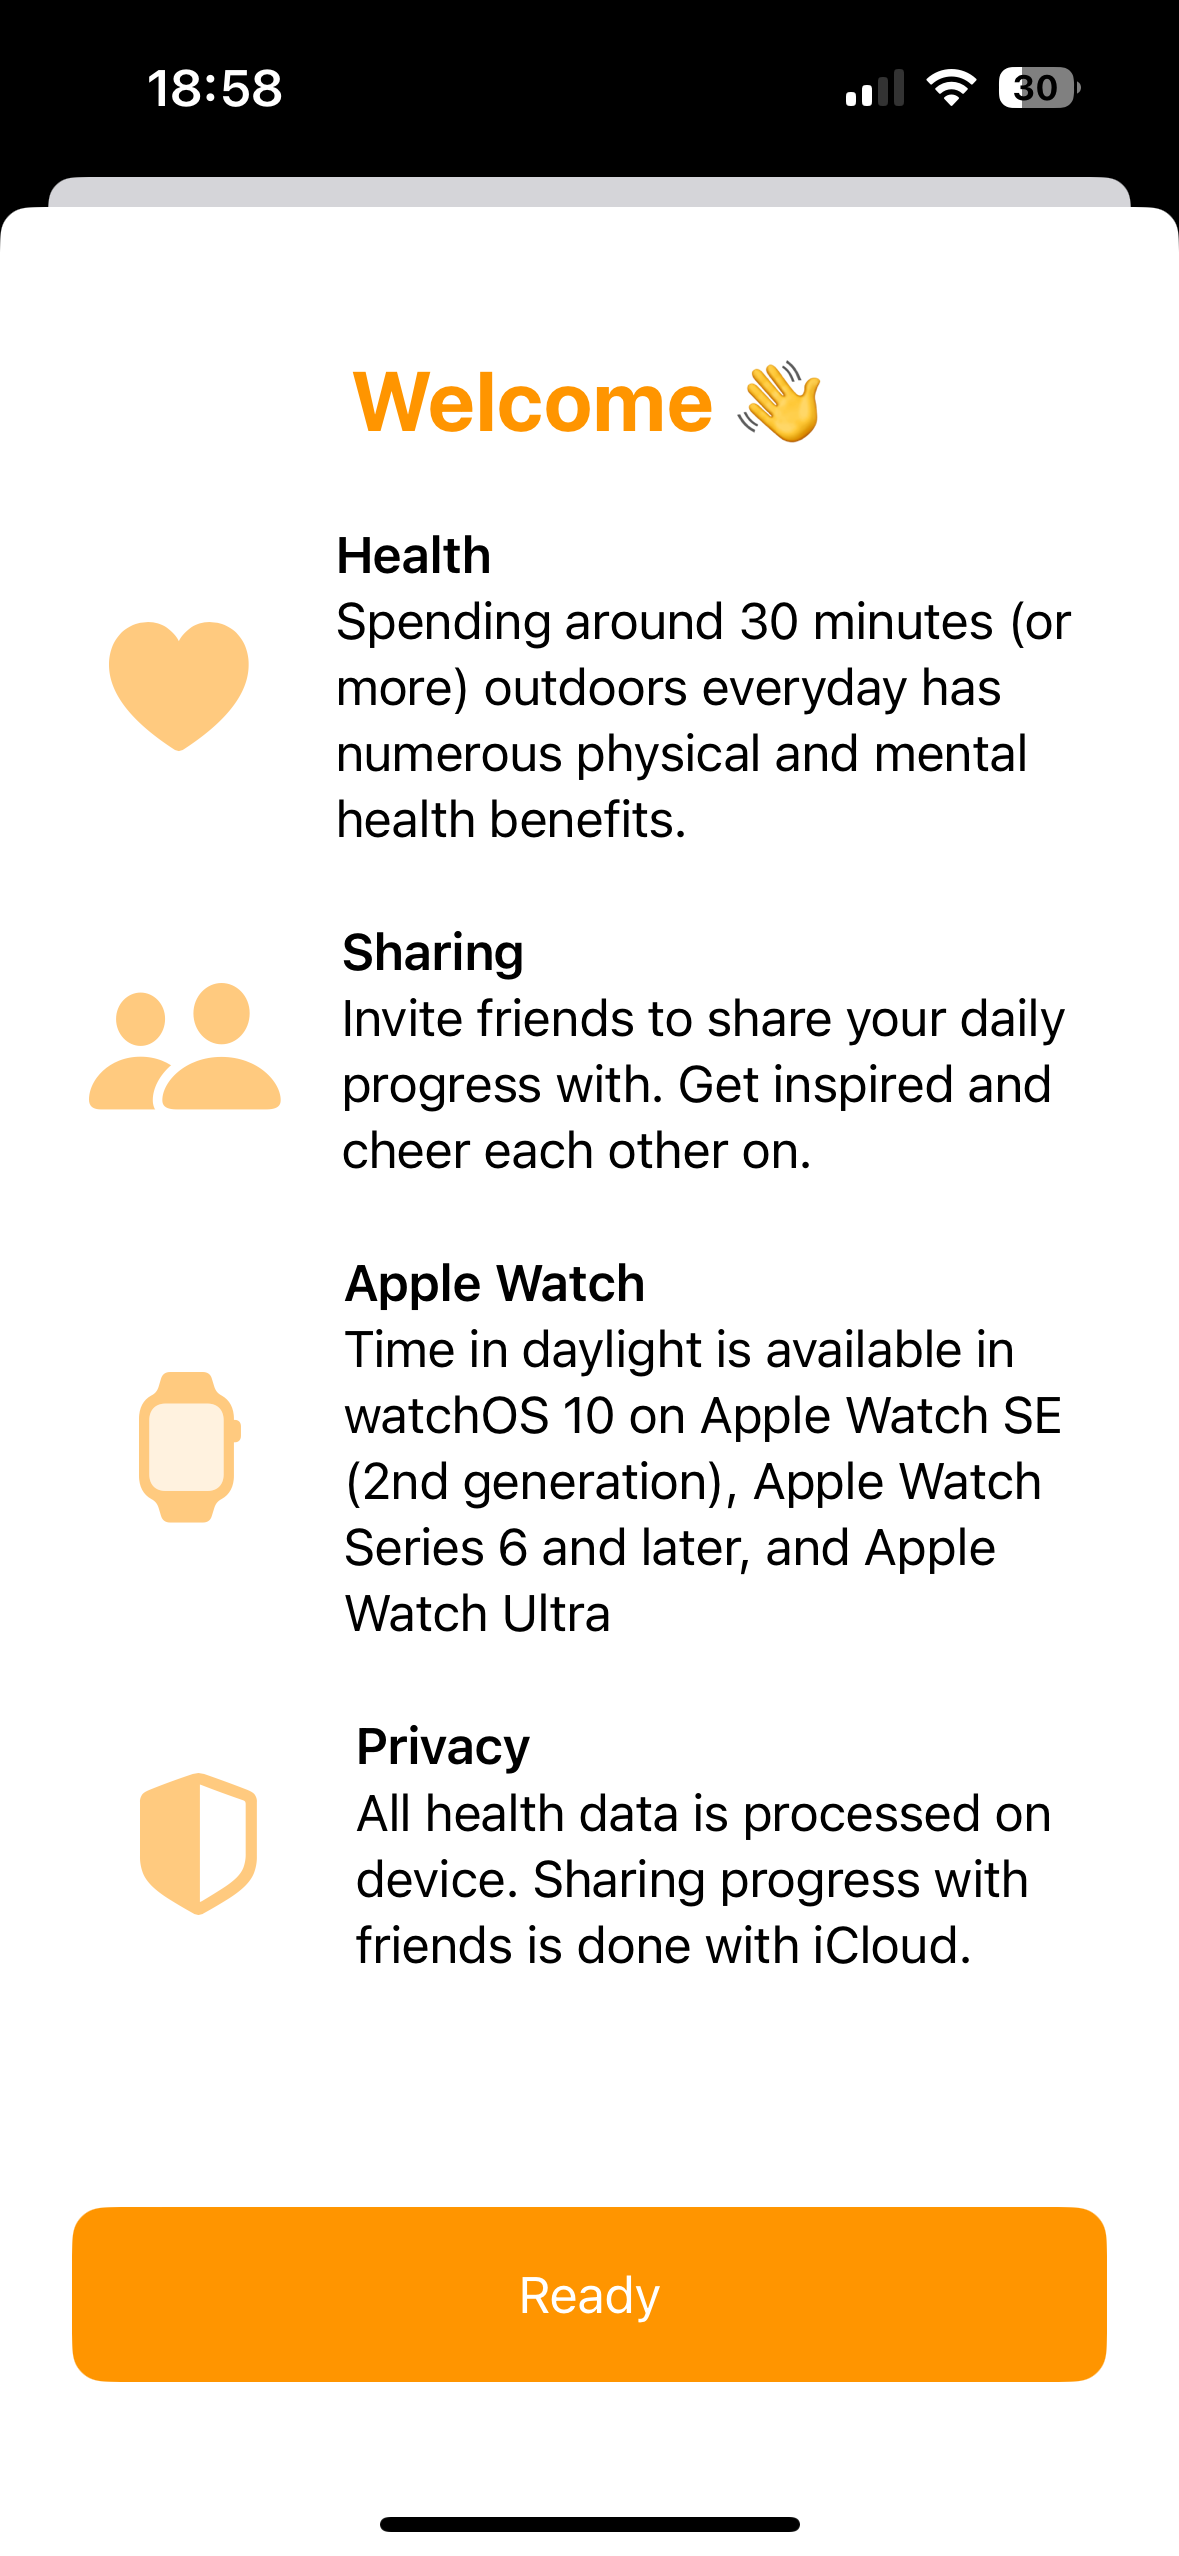 18:58
30
Welcome 👋
Health
Spending around 30 minutes (or
more) outdoors everyday has
numerous physical and mental
health benefits.
Sharing
Invite friends to share your daily
progress with. Get inspired and
cheer each other on.
Apple Watch
Time in daylight is available in
watchOS 10 on Apple Watch SE
(2nd generation), Apple Watch
Series 6 and later, and Apple
Watch Ultra
Privacy
All health data is processed on
device. Sharing progress with
friends is done with iCloud.
Ready